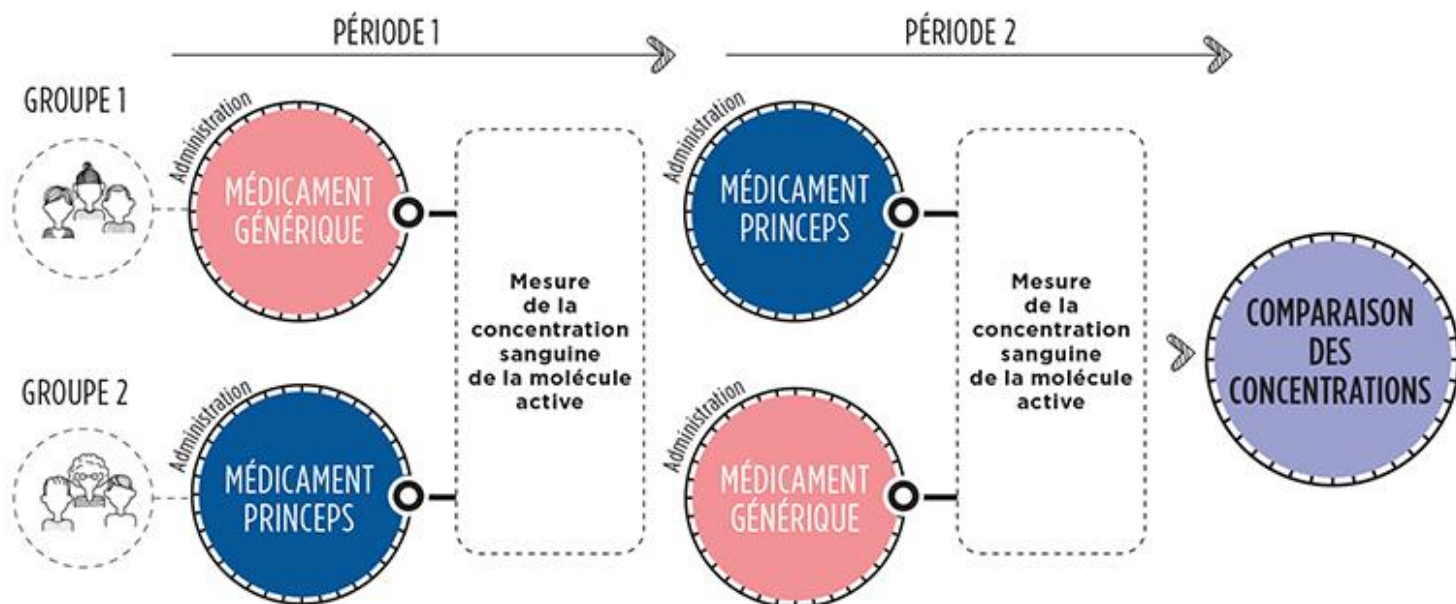 PÉRIODE 1
PÉRIODE 2
GROUPE 1
Administration
MÉDICAMENT
GÉNÉRIQUE
Administration
MÉDICAMENT
PRINCEPS
GROUPE 2
Administration
MÉDICAMENT
PRINCEPS
Mesure
de la
concentration
sanguine
de la molécule
active
Administration
MÉDICAMENT
GÉNÉRIQUE
Mesure
de la
concentration
sanguine
de la molécule
active
COMPARAISON
DES
CONCENTRATIONS